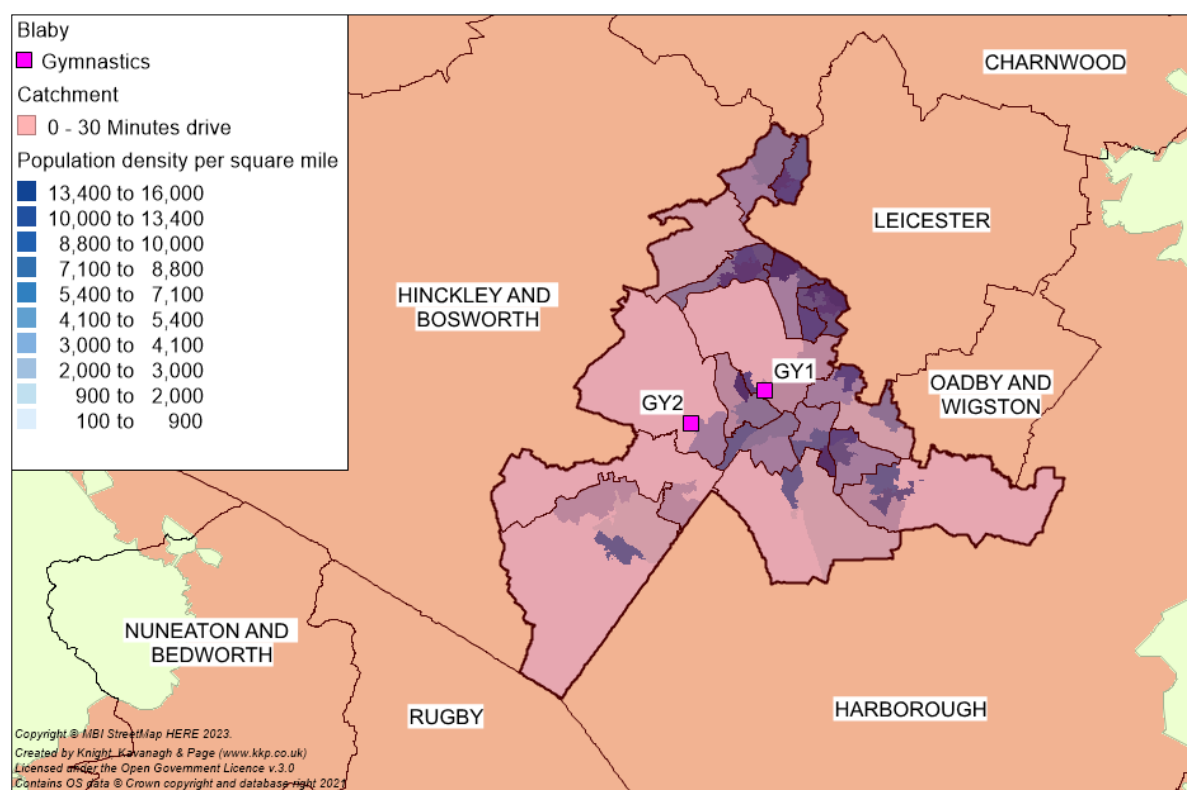 Blaby
Gymnastics
Catchment
0 - 30 Minutes drive
Population density per square mile
13,400 to 16,000
10,000 to 13,400
8,800 to 10,000
7,100 to 8,800
5,400 to 7,100
4,100 to 5,400
3,000 to 4,100
2,000 to 3,000
900 to 2,000
100 to 900
CHARNWOOD
LEICESTER
HINCKLEY AND
BOSWORTH
GY1
OADBY AND
WIGSTON
GY2
NUNEATON AND
BEDWORTH
RUGBY
HARBOROUGH
Copyright © MBI StreetMap HERE 2023.
Created by Knight, Kavanagh & Page (www.kkp.co.uk)
Licensed under the Open Government Licence v.3.0
Contains OS data © Crown copyright and database right 2021